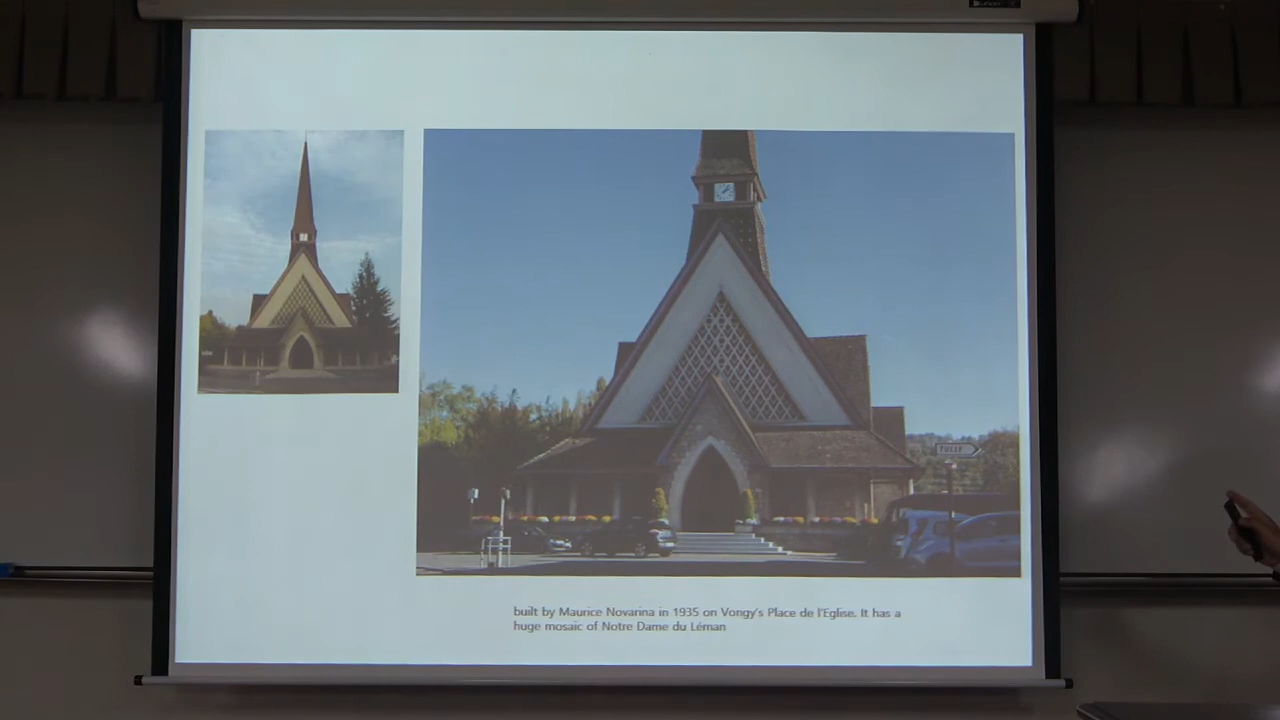 built by Maurice Novarina in 1935 on Vongy's Place de l'Eglise. It has a
huge mosaic of Notre Dame du Léman